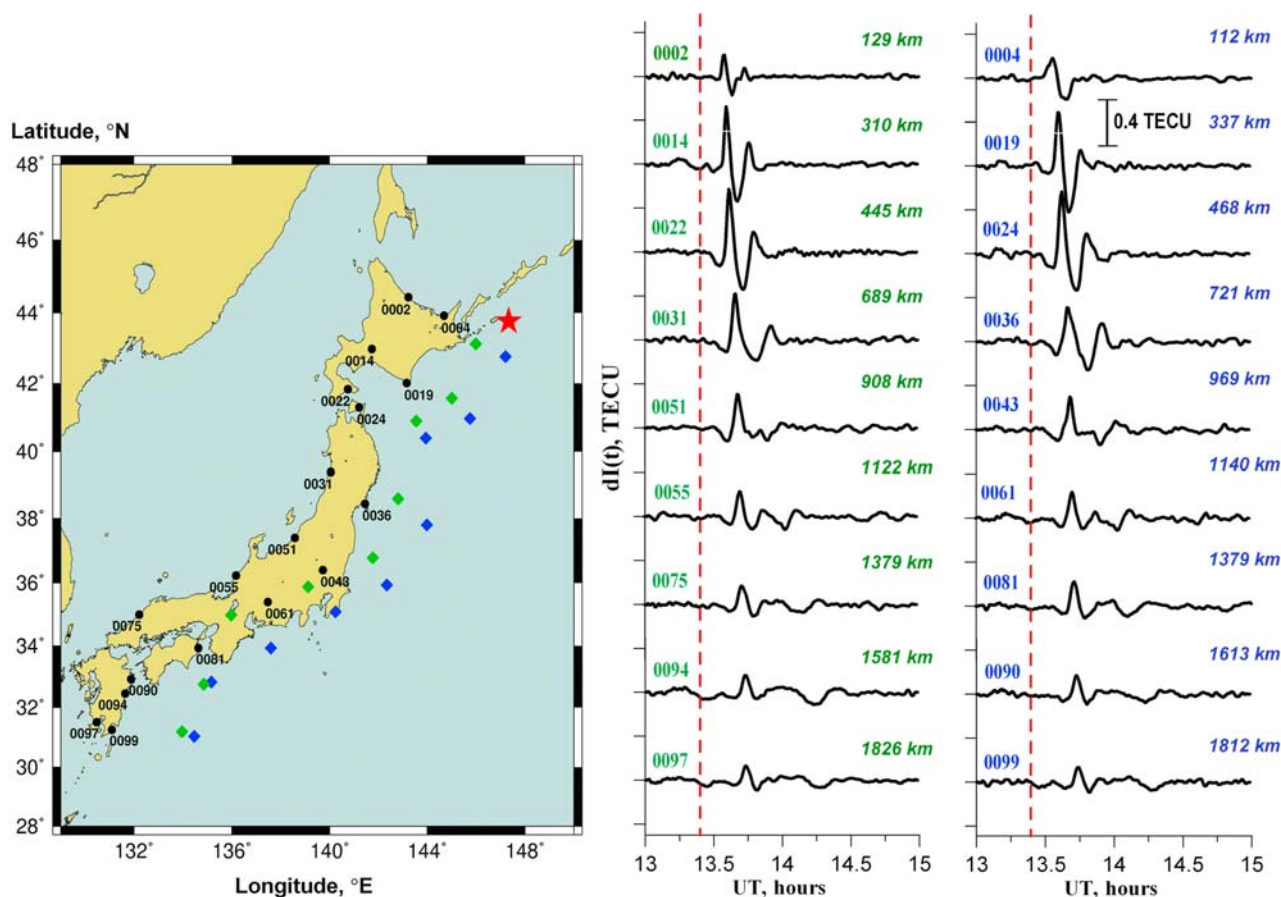 Latitude, °N
48˚
46˚
44˚
42˚
40˚
38˚
36˚
34˚
32˚
30˚
28˚
132˚ 136˚ 140˚ 144˚ 148˚
Longitude, °E
0002
0004
0014
0019
0022
0024
0031
0036
0051
0043
0055
0061
0075
0081
0090
0094
0097
0099
dI(t), TECU
0002 129 km
0014 310 km
0022 445 km
0031 689 km
0051 908 km
0055 1122 km
0075 1379 km
0094 1581 km
0097 1826 km
13 13.5 14 14.5 15
UT, hours
0004 112 km
0.4 TECU
0019 337 km
0024 468 km
0036 721 km
0043 969 km
0061 1140 km
0081 1379 km
0090 1613 km
0099 1812 km
13 13.5 14 14.5 15
UT, hours